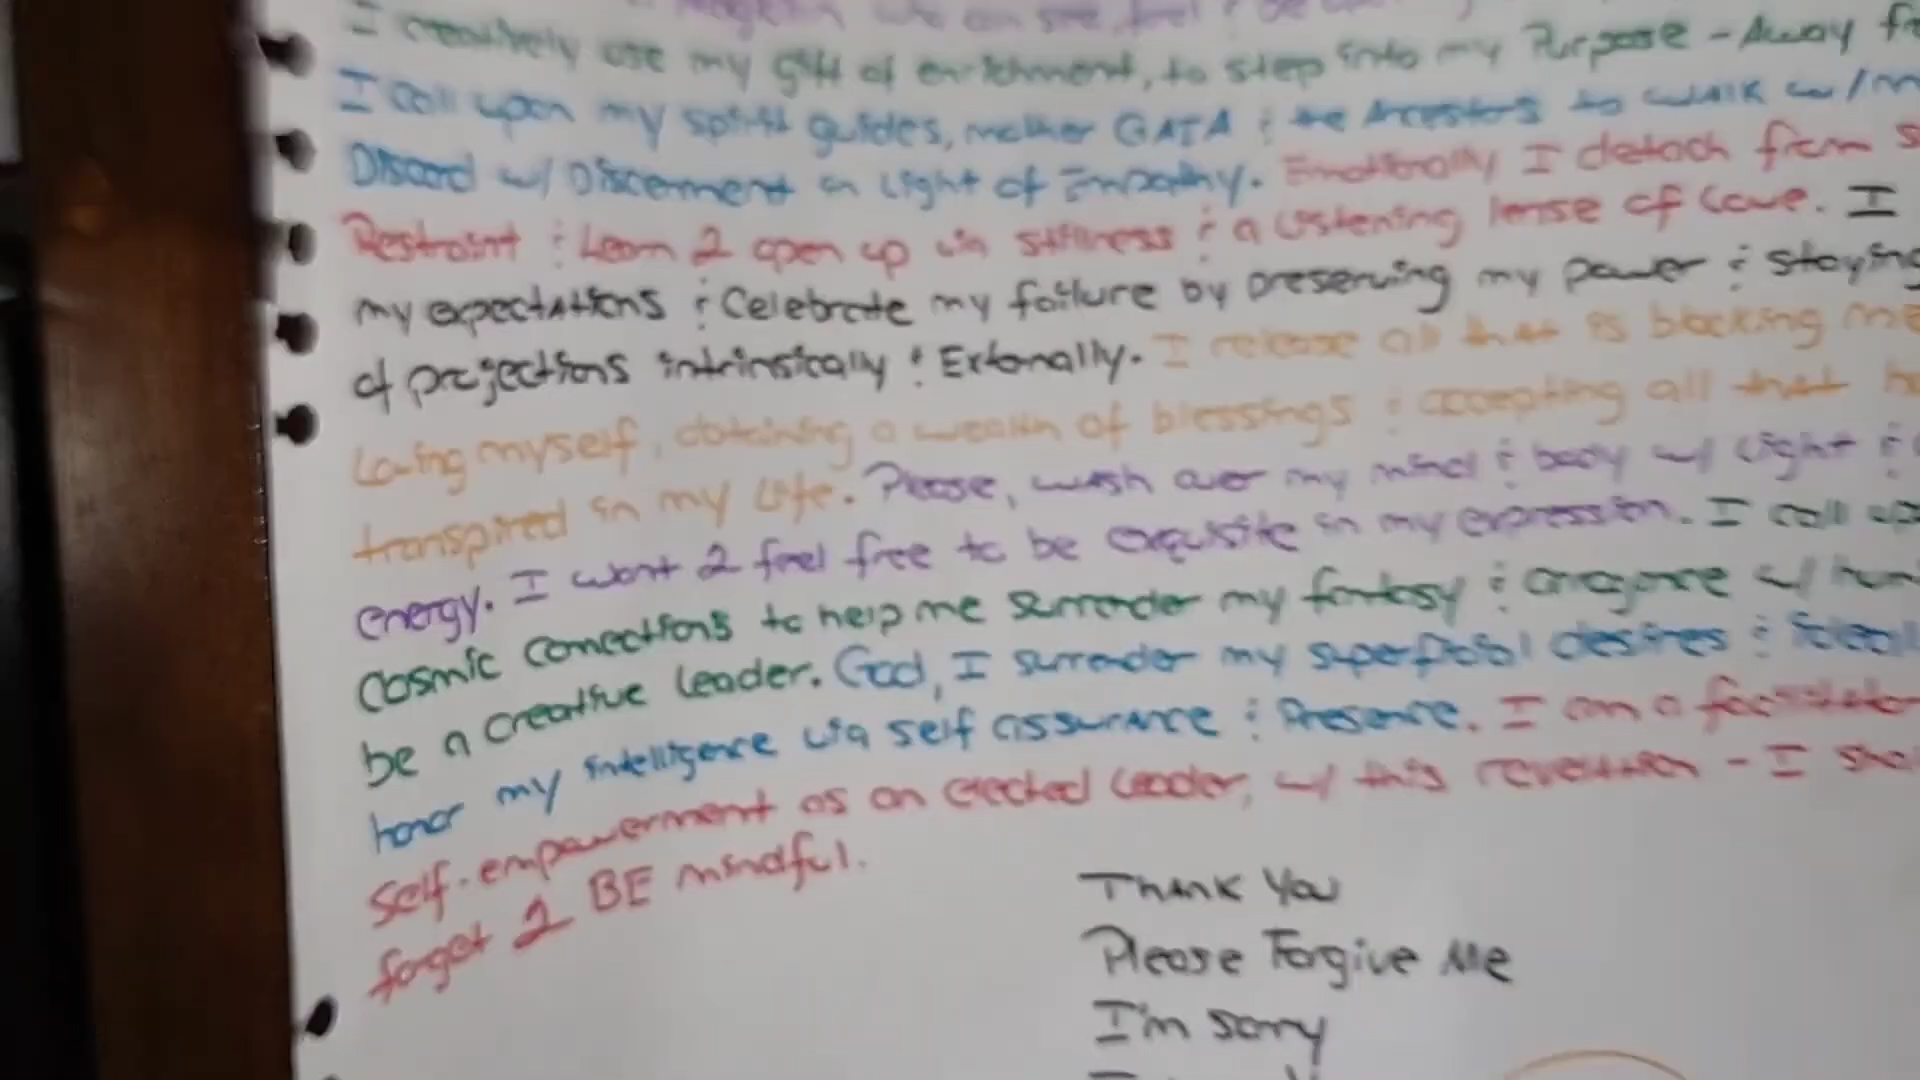 I creatively use my gift of enrichment, to step into my Purpose - Away
I call upon my spirit guides, mother GAIA & the Ancestors to walk w/
Discord w/ Discernment in Light of Empathy. Emotionally I detach from
Restraint & Learn 2 open up via stillness & a Listening lense of Love. I
my expectations & Celebrate my failure by preserving my power & staying
of projections intrinsically & Externally. I release all that is blocking me
Loving myself, obtaining a wealth of blessings & accepting all that
transpired in my Life. Please, wash over my mind & body w/ Light &
energy. I want 2 feel free to be exquisite in my expression. I call
Cosmic Connections to help me surrender my fantasy & w/
be a Creative Leader. God, I surrender my superficial desires &
honor my intelligence via self assurance & Presence. I am a
Self-empowerment as an erected Leader, w/ this - I
forget 2 BE mindful.
Thank You
Please Forgive Me
I'm sorry